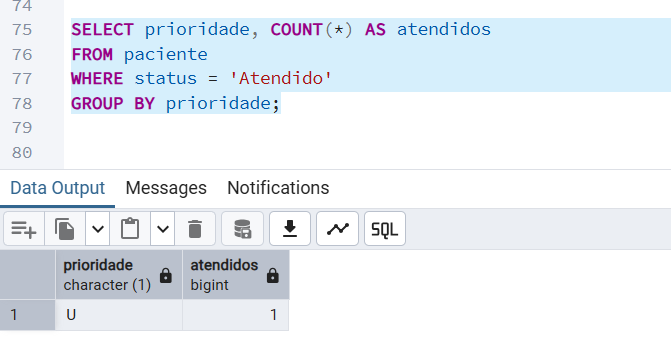 74
75 SELECT prioridade, COUNT(*) AS atendidos
76 FROM paciente
77 WHERE status = 'Atendido'
78 GROUP BY prioridade;
79
80
Data Output Messages Notifications
SQL
prioridade atendidos
character (1) bigint
1 U 1